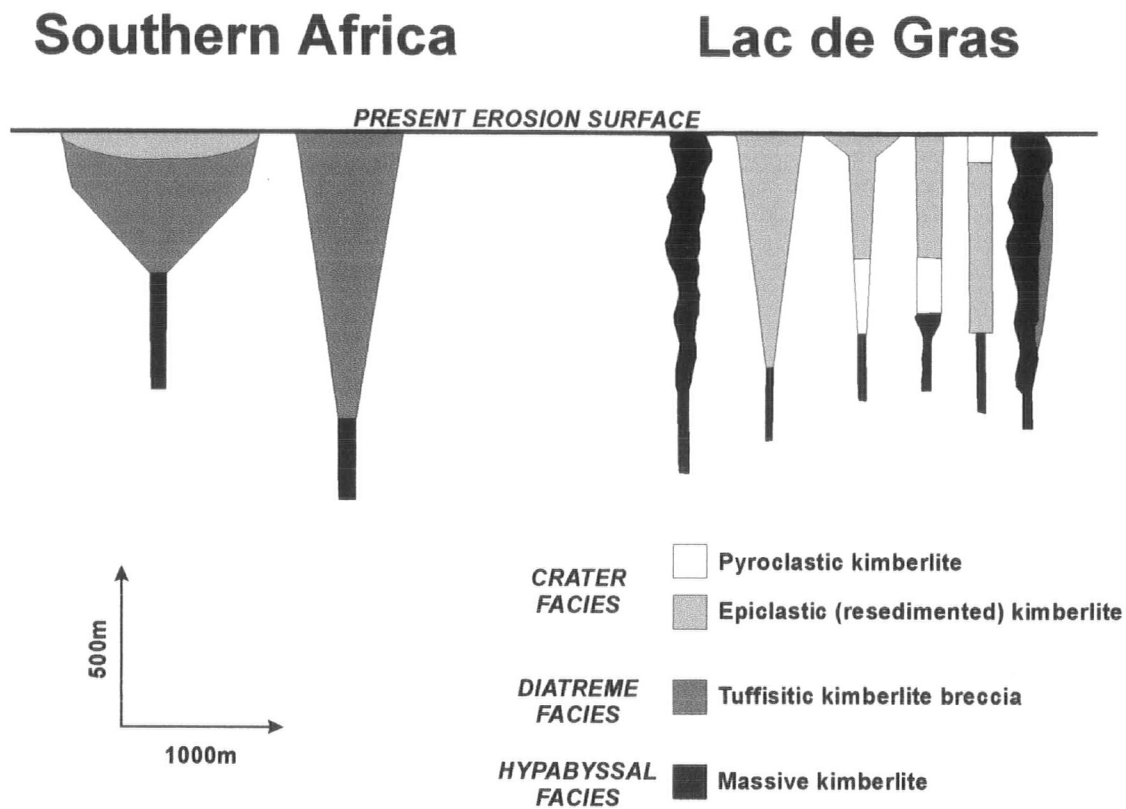 Southern Africa
Lac de Gras
PRESENT EROSION SURFACE
500m
1000m
CRATER
FACIES
Pyroclastic kimberlite
Epiclastic (resedimented) kimberlite
DIATREME
FACIES
Tuffisitic kimberlite breccia
HYPABYSSAL
FACIES
Massive kimberlite